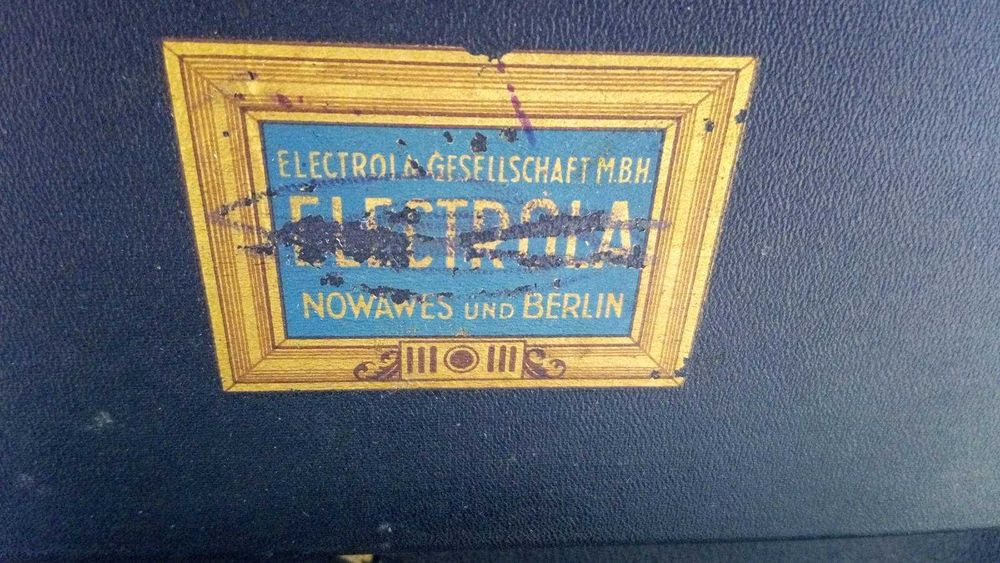 ELECTROLA GESELLSCHAFT M.B.H.
ELECTROLA
NOWAWES UND BERLIN